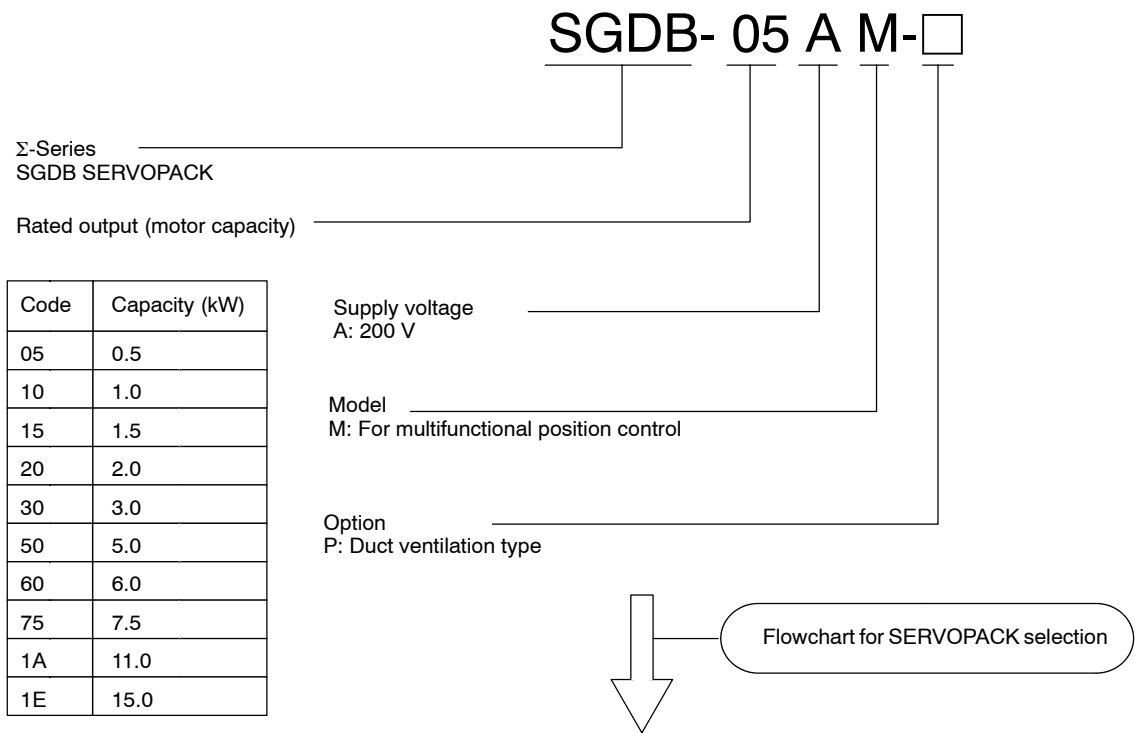 SGDB- 05 A M-□
Σ-Series
SGDB SERVOPACK
Rated output (motor capacity)
Code Capacity (kW)
05 0.5
10 1.0
15 1.5
20 2.0
30 3.0
50 5.0
60 6.0
75 7.5
1A 11.0
1E 15.0
Supply voltage
A: 200 V
Model
M: For multifunctional position control
Option
P: Duct ventilation type
Flowchart for SERVOPACK selection